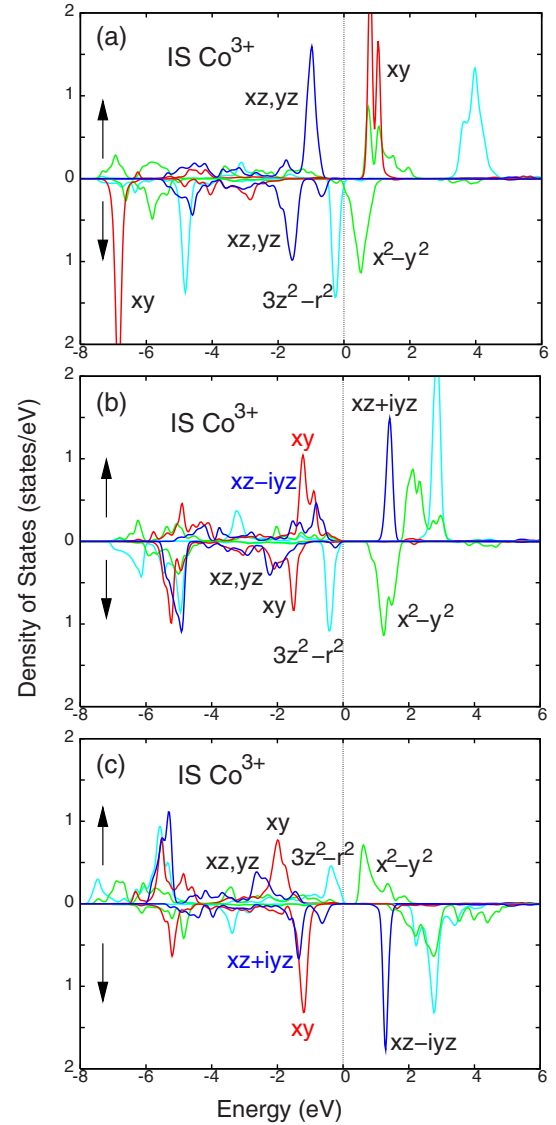 (a)
IS Co³⁺
xz,yz
xy
xz,yz
xy
3z²−r²
x²−y²
2
1
0
1
2
-8
-6
-4
-2
0
2
4
6
(b)
IS Co³⁺
xy
xz−iyz
xz+iyz
xz,yz
xy
3z²−r²
x²−y²
2
1
0
1
2
-8
-6
-4
-2
0
2
4
6
Density of States (states/eV)
(c)
IS Co³⁺
xy
xz,yz
3z²−r²
x²−y²
xz+iyz
xy
xz−iyz
2
1
0
1
2
-8
-6
-4
-2
0
2
4
6
Energy (eV)